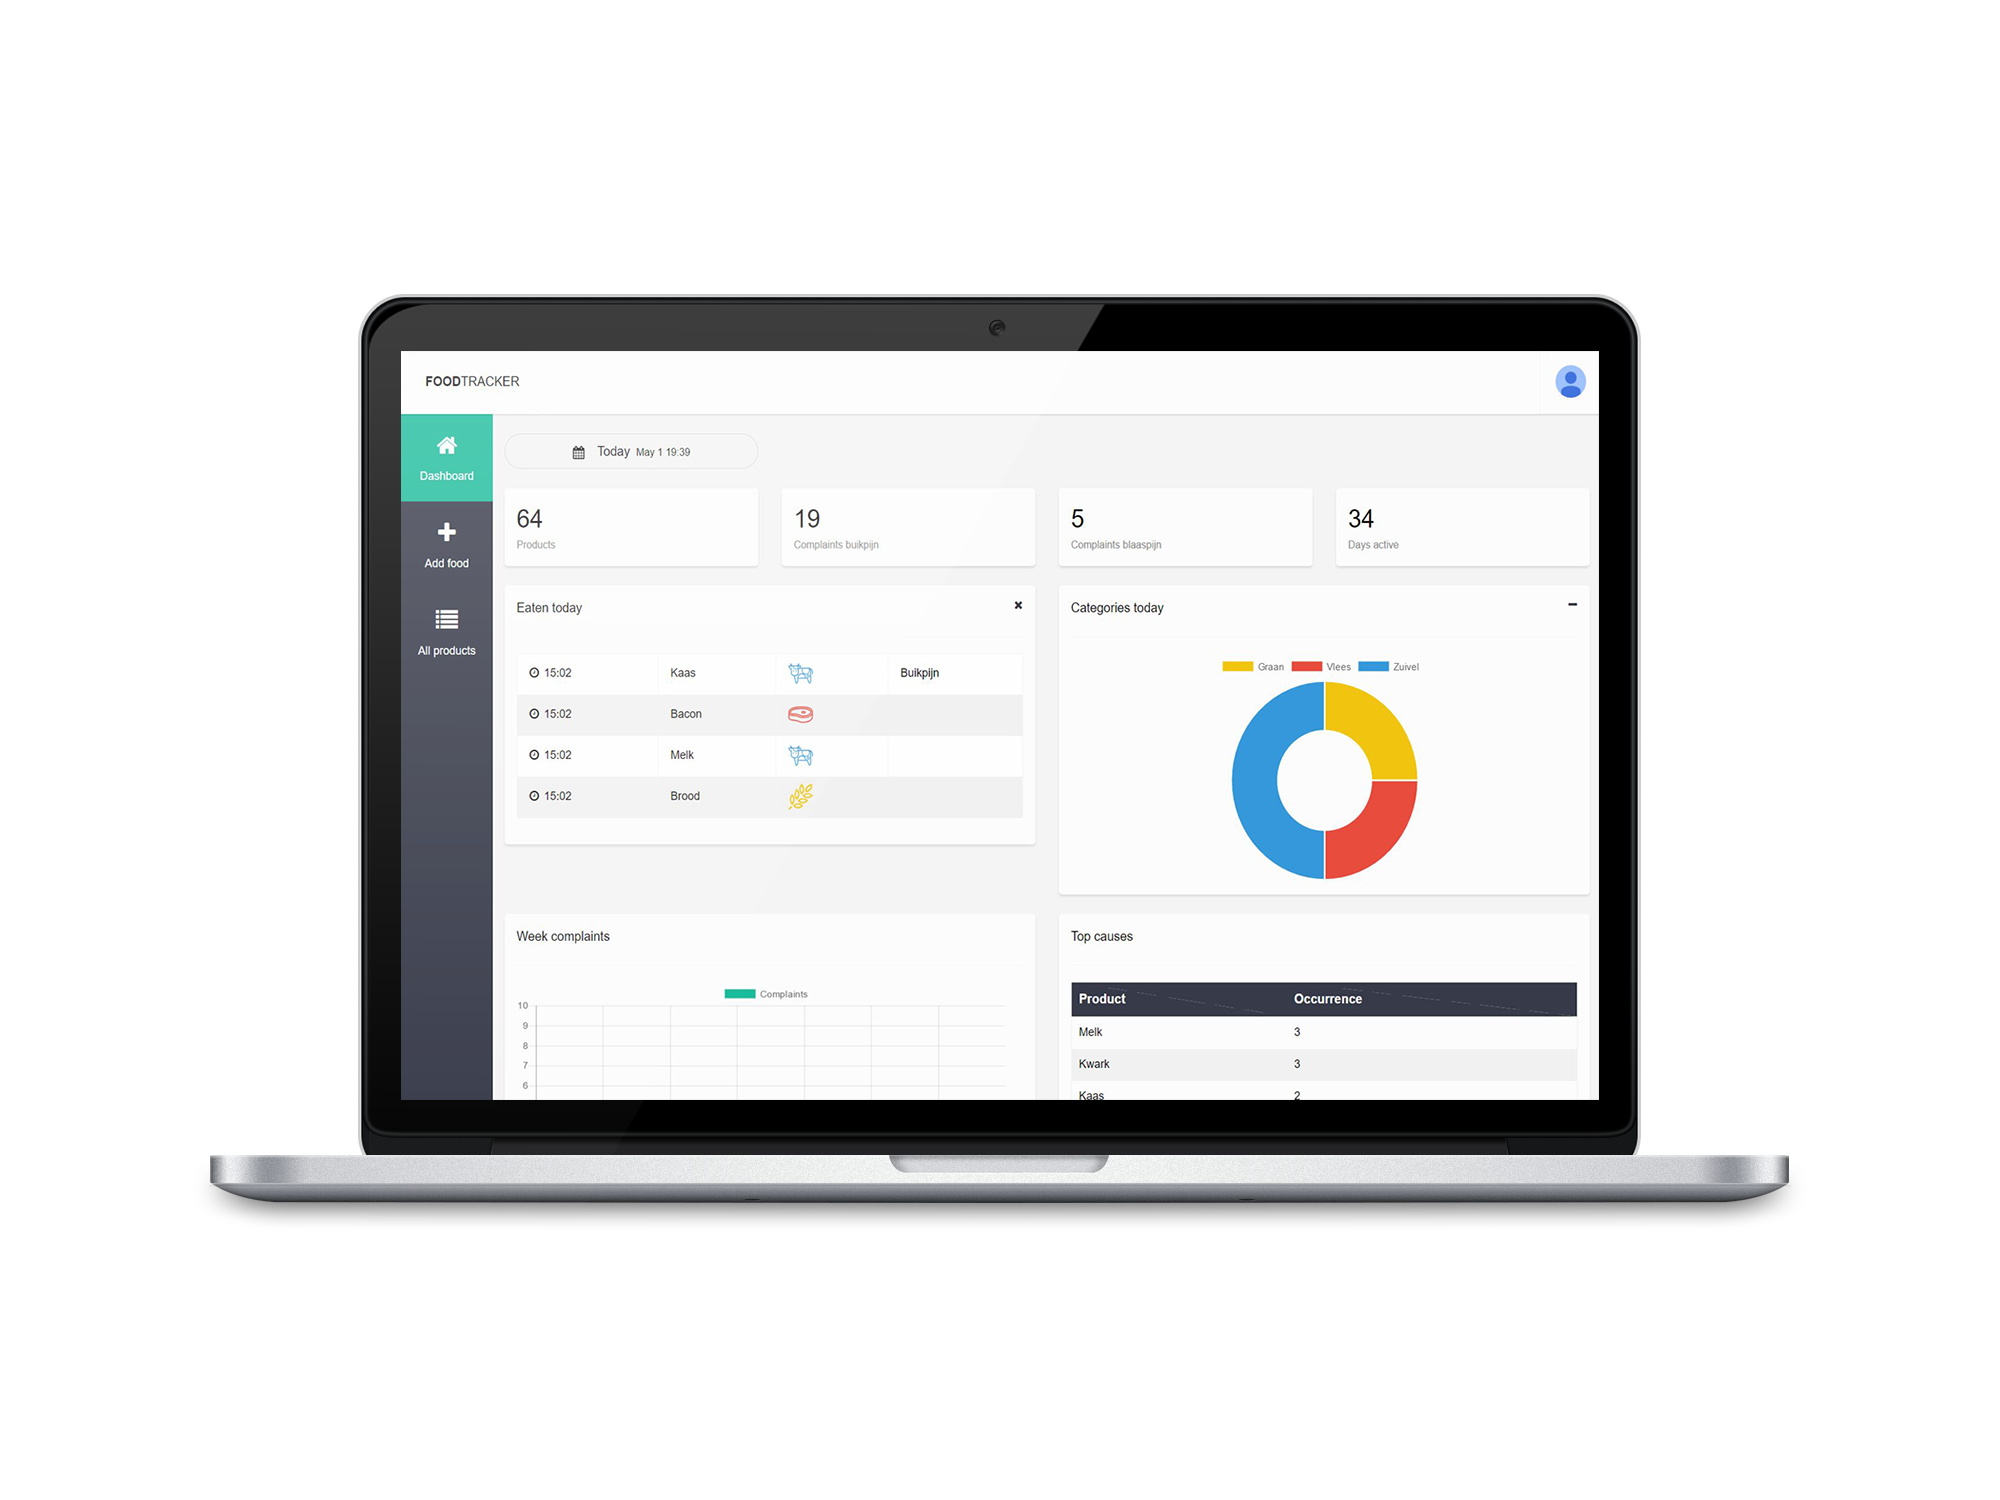 FOODTRACKER
Dashboard
Add food
All products
Today May 1 19:39
64
Products
19
Complaints buikpijn
5
Complaints blaaspijn
34
Days active
Eaten today
15:02 Kaas Buikpijn
15:02 Bacon
15:02 Melk
15:02 Brood
Categories today
Graan Vlees Zuivel
Week complaints
Complaints
10
9
8
7
6
Top causes
Product Occurrence
Melk 3
Kwark 3
Kaas 2